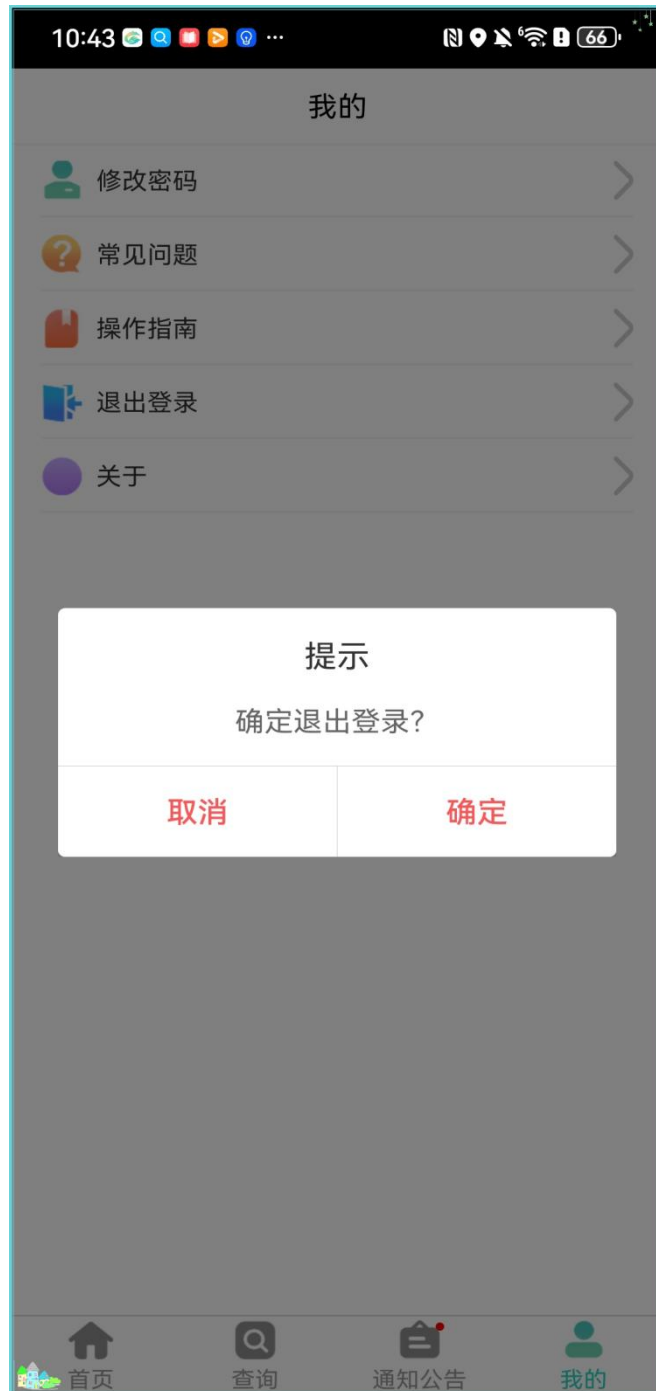 10:43 66
我的
修改密码
常见问题
操作指南
退出登录
关于
提示
确定退出登录?
取消 确定
首页 查询 通知公告 我的